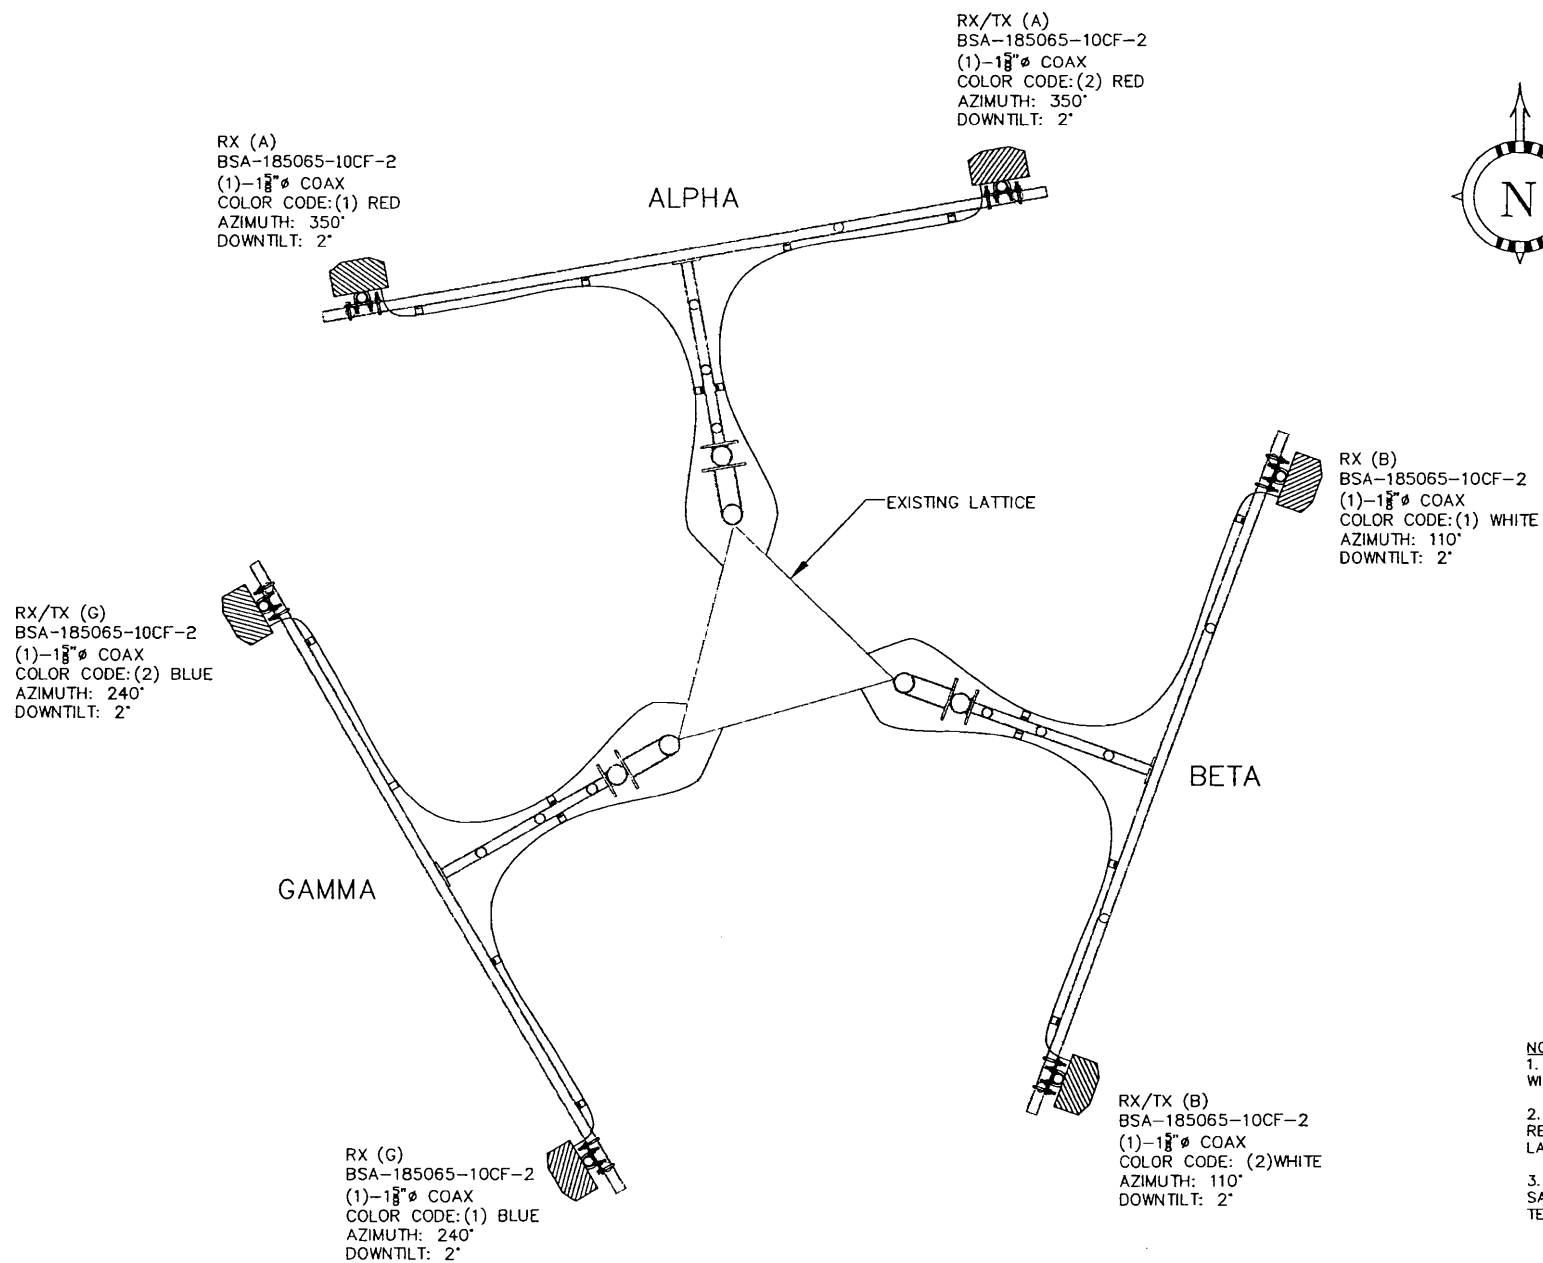 RX/TX (A)
BSA-185065-10CF-2
(1)-1⅝"ø COAX
COLOR CODE:(2) RED
AZIMUTH: 350°
DOWNTILT: 2°
RX (A)
BSA-185065-10CF-2
(1)-1⅝"ø COAX
COLOR CODE:(1) RED
AZIMUTH: 350°
DOWNTILT: 2°
ALPHA
N
RX (B)
BSA-185065-10CF-2
(1)-1⅝"ø COAX
COLOR CODE:(1) WHITE
AZIMUTH: 110°
DOWNTILT: 2°
EXISTING LATTICE
RX/TX (G)
BSA-185065-10CF-2
(1)-1⅝"ø COAX
COLOR CODE:(2) BLUE
AZIMUTH: 240°
DOWNTILT: 2°
BETA
GAMMA
RX/TX (B)
BSA-185065-10CF-2
(1)-1⅝"ø COAX
COLOR CODE: (2)WHITE
AZIMUTH: 110°
DOWNTILT: 2°
RX (G)
BSA-185065-10CF-2
(1)-1⅝"ø COAX
COLOR CODE:(1) BLUE
AZIMUTH: 240°
DOWNTILT: 2°
1.
2.
3.